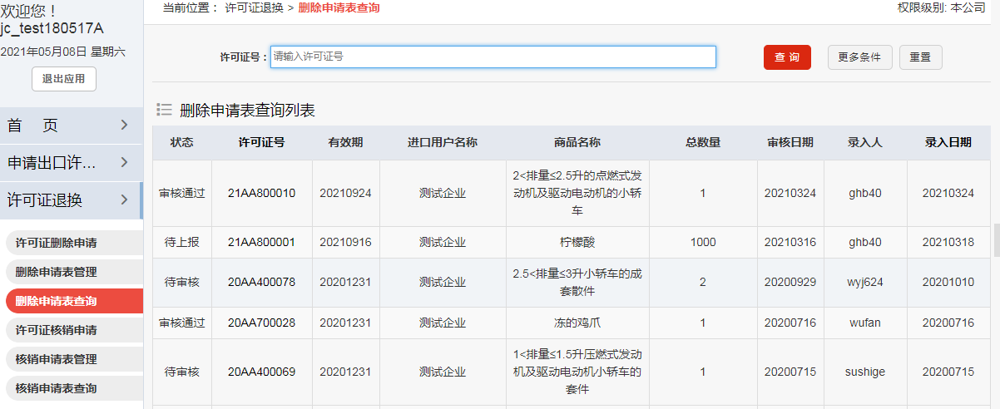 欢迎您！
jc_test180517A
2021年05月08日 星期六
退出应用
首 页
申请出口许...
许可证退换
许可证删除申请
删除申请表管理
删除申请表查询
许可证核销申请
核销申请表管理
核销申请表查询
当前位置： 许可证退换 > 删除申请表查询
权限级别: 本公司
许可证号： 请输入许可证号 查 询 更多条件 重置
删除申请表查询列表
状态 许可证号 有效期 进口用户名称 商品名称 总数量 审核日期 录入人 录入日期
审核通过 21AA800010 20210924 测试企业 2<排量≤2.5升的点燃式发
动机及驱动电动机的小轿
车 1 20210324 ghb40 20210324
待上报 21AA800001 20210916 测试企业 柠檬酸 1000 20210316 ghb40 20210318
待审核 20AA400078 20201231 测试企业 2.5<排量≤3升小轿车的成
套散件 2 20200929 wyj624 20201010
审核通过 20AA700028 20201231 测试企业 冻的鸡爪 1 20200716 wufan 20200716
待审核 20AA400069 20201231 测试企业 1<排量≤1.5升压燃式发动
机及驱动电动机小轿车的
套件 1 20200715 sushige 20200715